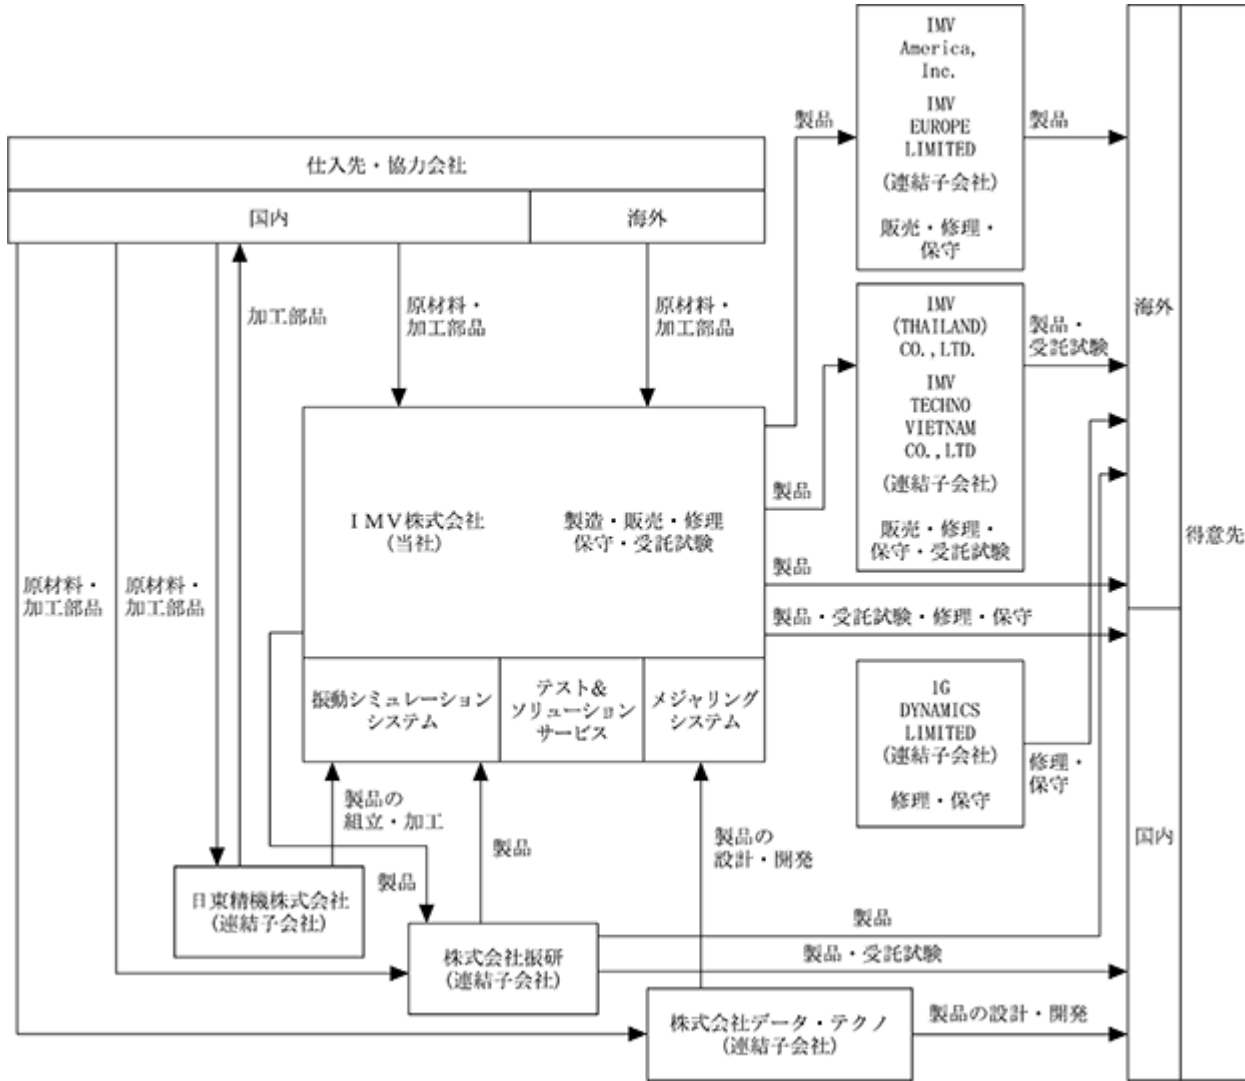 仕入先・協力会社
国内
海外
加工部品
原材料・
加工部品
原材料・
加工部品
原材料・
加工部品
原材料・
加工部品
IMV株式会社
(当社)
製造・販売・修理
保守・受託試験
振動シミュレーション
システム
テスト&
ソリューション
サービス
メジャリング
システム
製品の
組立・加工
製品
製品
製品の
設計・開発
日東精機株式会社
(連結子会社)
株式会社振研
(連結子会社)
株式会社データ・テクノ
(連結子会社)
製品
IMV
America,
Inc.
IMV
EUROPE
LIMITED
(連結子会社)
販売・修理・
保守
製品
製品
IMV
(THAILAND)
CO.,LTD.
IMV
TECHNO
VIETNAM
CO.,LTD
(連結子会社)
販売・修理・
保守・受託試験
製品・
受託試験
製品
製品・受託試験・修理・保守
1G
DYNAMICS
LIMITED
(連結子会社)
修理・保守
修理・
保守
製品
製品・受託試験
製品の設計・開発
海外
国内
得意先